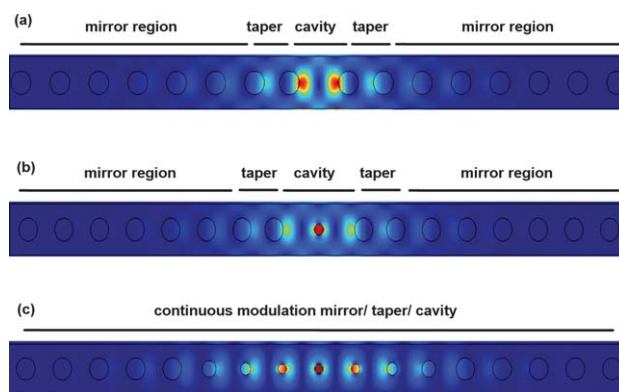 (a)
mirror region taper cavity taper mirror region
(b)
mirror region taper cavity taper mirror region
(c)
continuous modulation mirror/ taper/ cavity